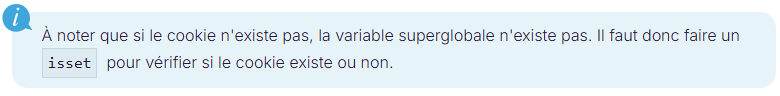 À noter que si le cookie n'existe pas, la variable superglobale n'existe pas. Il faut donc faire un
isset pour vérifier si le cookie existe ou non.